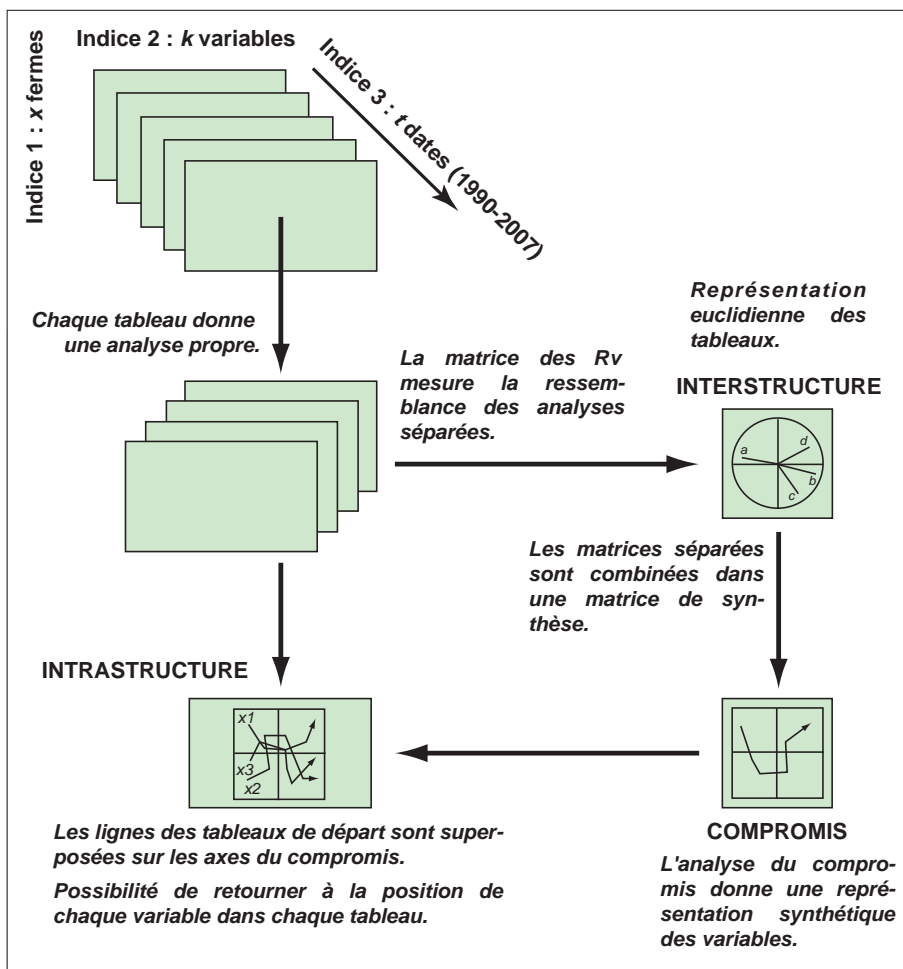 Indice 1 : x fermes
Indice 2 : k variables
Indice 3 : t dates (1990-2007)
Chaque tableau donne
une analyse propre.
La matrice des Rv
mesure la ressem-
blance des analyses
séparées.
Représentation
euclidienne des
tableaux.
INTERSTRUCTURE
a
d
b
c
Les matrices séparées
sont combinées dans
une matrice de syn-
thèse.
INTRASTRUCTURE
x1
x3
x2
Les lignes des tableaux de départ sont super-
posées sur les axes du compromis.
Possibilité de retourner à la position de
chaque variable dans chaque tableau.
COMPROMIS
L'analyse du compro-
mis donne une repré-
sentation synthétique
des variables.